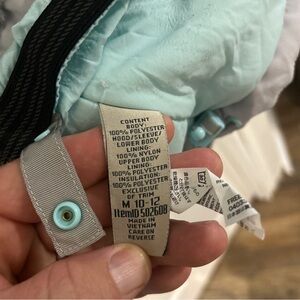 CONTENT
BODY:
100% POLYESTER
HOOD/SLEEVE/
LOWER BODY
LINING:
100% NYLON
UPPER BODY
LINING:
100% POLYESTER
INSULATION:
100% POLYESTER
EXCLUSIVE
OF TRIM
M 10-12
ItemID 502608
MADE IN
VIETNAM
CARE ON
REVERSE